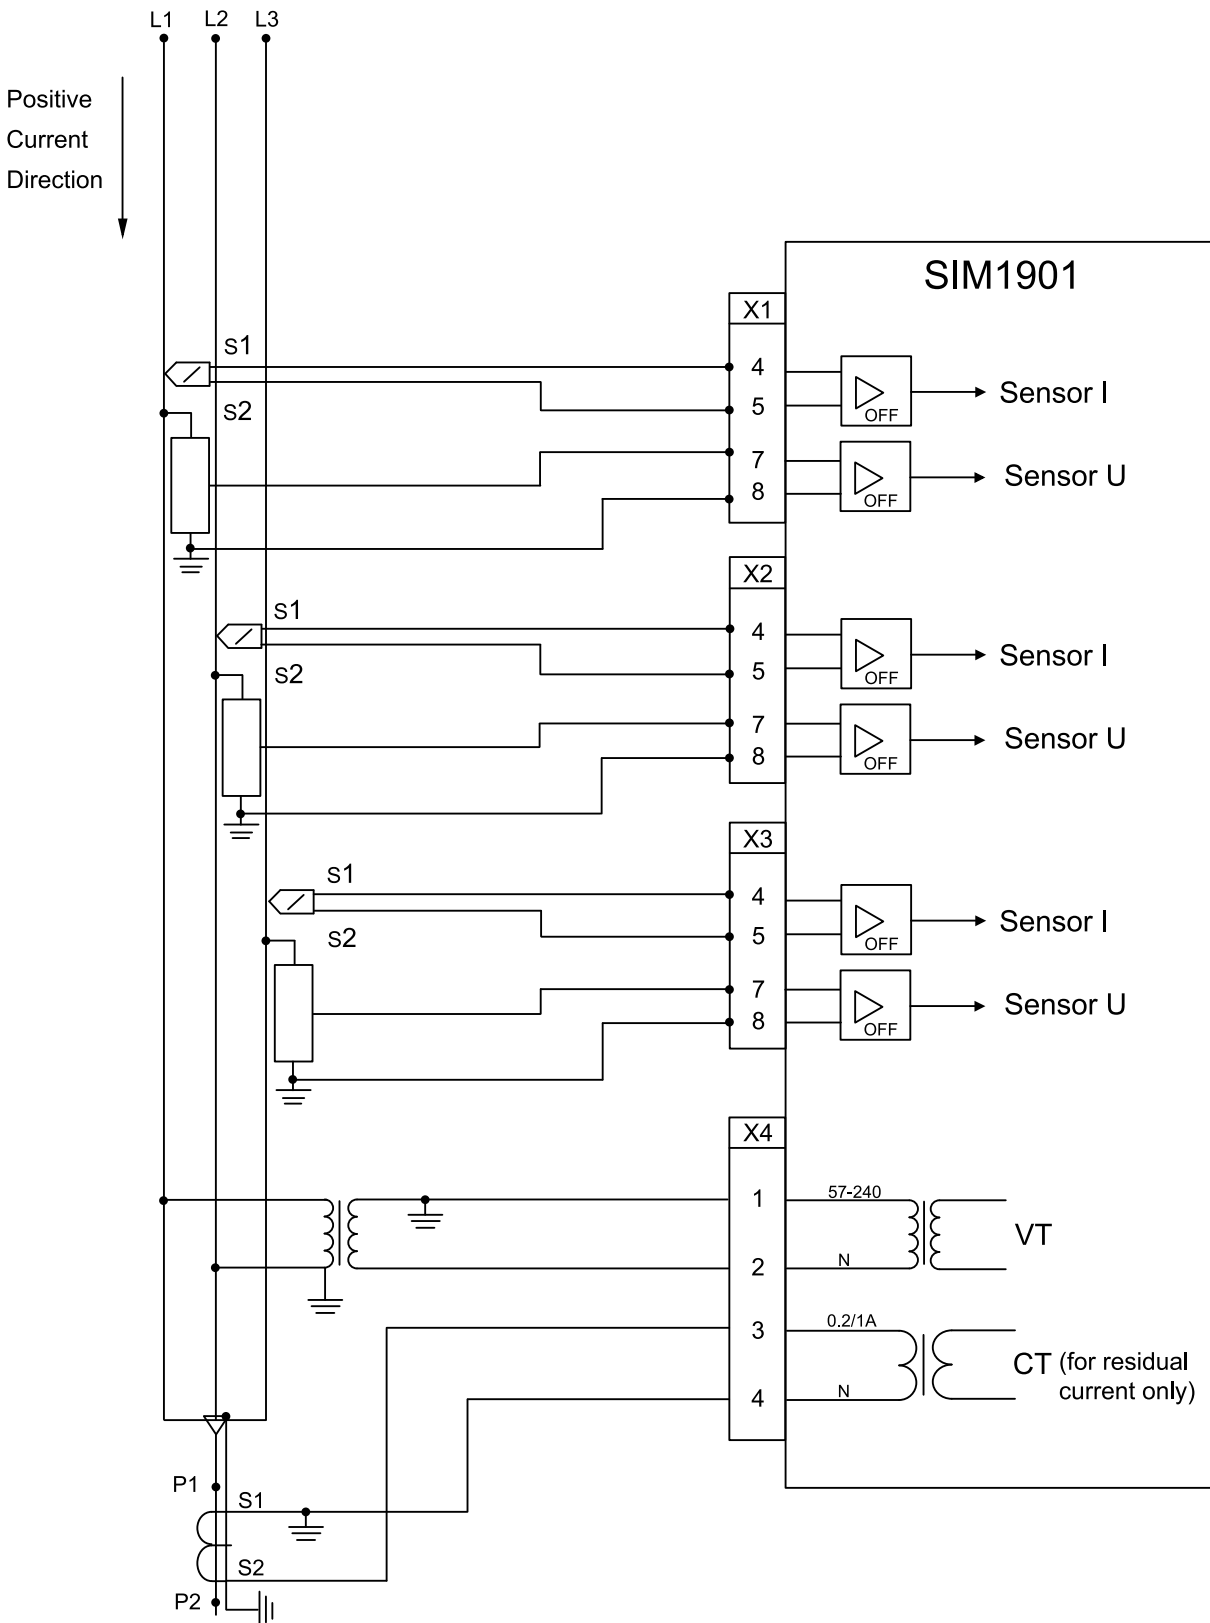 L1 L2 L3
Positive
Current
Direction
SIM1901
X1
S1
S2
4
5
7
8
OFF
Sensor I
OFF
Sensor U
X2
S1
S2
4
5
7
8
OFF
Sensor I
OFF
Sensor U
X3
S1
S2
4
5
7
8
OFF
Sensor I
OFF
Sensor U
X4
1
2
3
4
57-240
N
VT
0.2/1A
N
CT (for residual
current only)
P1
S1
S2
P2